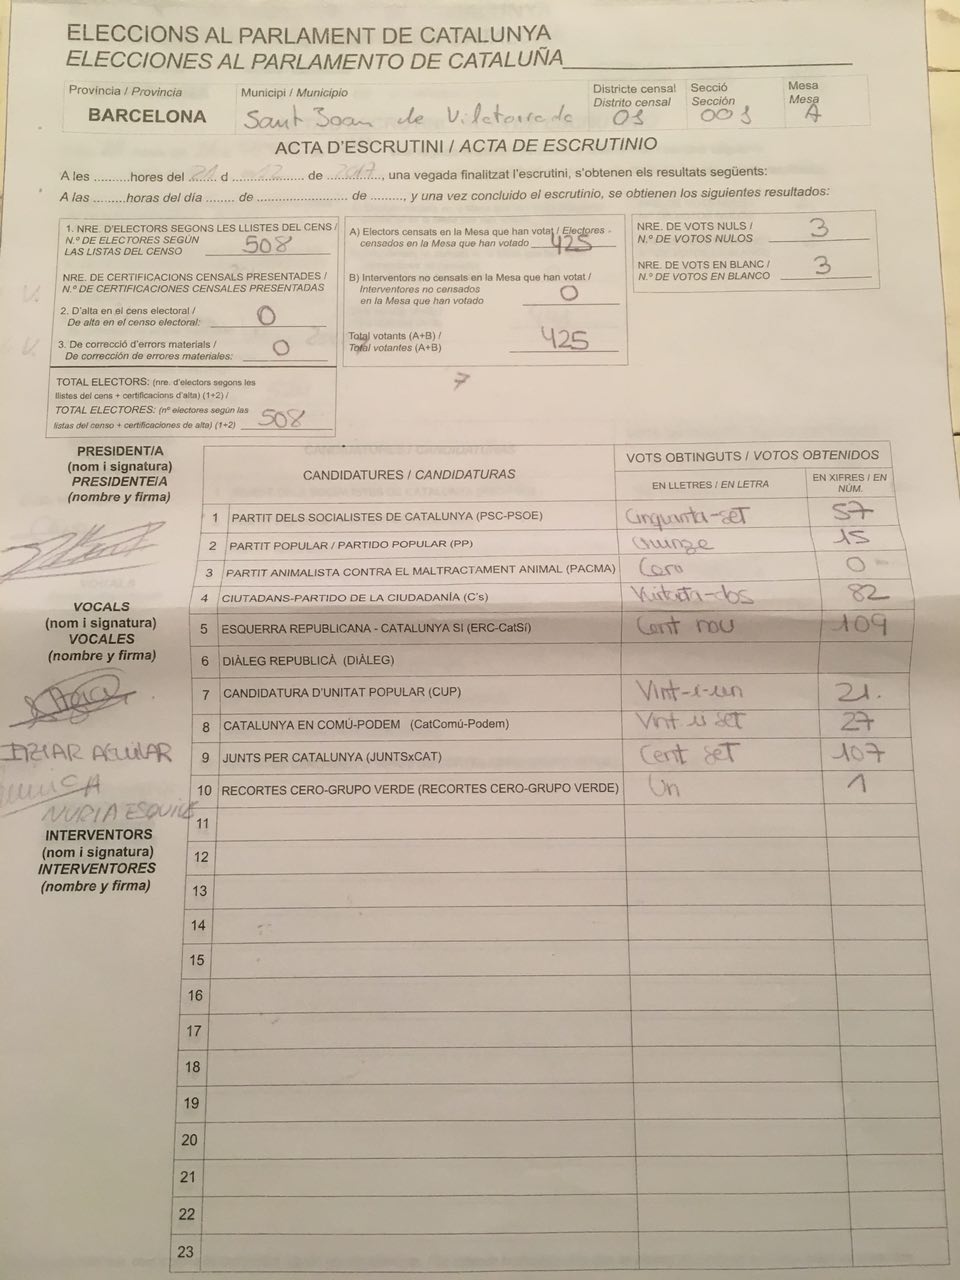 ELECCIONS AL PARLAMENT DE CATALUNYA
ELECCIONES AL PARLAMENTO DE CATALUÑA
Província / Provincia
BARCELONA
Municipi / Municipio
Sant Joan de Vilatorrada
Districte censal
Distrito censal
01
Secció
Sección
001
Mesa
Mesa
A
ACTA D'ESCRUTINI / ACTA DE ESCRUTINIO
A les .........hores del 21 d 12 de 2017, una vegada finalitzat l'escrutini, s'obtenen els resultats següents:
A las .........horas del día ........ de ........................ de ........., y una vez concluido el escrutinio, se obtienen los siguientes resultados:
1. NRE. D'ELECTORS SEGONS LES LLISTES DEL CENS /
N.º DE ELECTORES SEGÚN
LAS LISTAS DEL CENSO 508
NRE. DE CERTIFICACIONS CENSALS PRESENTADES /
N.º DE CERTIFICACIONES CENSALES PRESENTADAS
2. D'alta en el cens electoral /
De alta en el censo electoral: 0
3. De correcció d'errors materials /
De corrección de errores materiales: 0
TOTAL ELECTORS: (nre. d'electors segons les
llistes del cens + certificacions d'alta) (1+2) /
TOTAL ELECTORES: (nº electores según las
listas del censo + certificaciones de alta) (1+2) 508
A) Electors censats en la Mesa que han votat / Electores
censados en la Mesa que han votado 425
B) Interventors no censats en la Mesa que han votat /
Interventores no censados
en la Mesa que han votado 0
Total votants (A+B) /
Total votantes (A+B) 425
7
NRE. DE VOTS NULS /
N.º DE VOTOS NULOS 3
NRE. DE VOTS EN BLANC /
N.º DE VOTOS EN BLANCO 3
PRESIDENT/A
(nom i signatura)
PRESIDENTE/A
(nombre y firma)
VOCALS
(nom i signatura)
VOCALES
(nombre y firma)
AGUILAR
NURIA
INTERVENTORS
(nom i signatura)
INTERVENTORES
(nombre y firma)
CANDIDATURES / CANDIDATURAS
VOTS OBTINGUTS / VOTOS OBTENIDOS
EN LLETRES / EN LETRA
EN XIFRES / EN NÚM.
1 PARTIT DELS SOCIALISTES DE CATALUNYA (PSC-PSOE) Cinquanta-set 57
2 PARTIT POPULAR / PARTIDO POPULAR (PP) Quinze 15
3 PARTIT ANIMALISTA CONTRA EL MALTRACTAMENT ANIMAL (PACMA) Cero 0
4 CIUTADANS-PARTIDO DE LA CIUDADANÍA (C's) 82
5 ESQUERRA REPUBLICANA - CATALUNYA SÍ (ERC-CatSí) Cent nou 109
6 DIÀLEG REPUBLICÀ (DIÀLEG)
7 CANDIDATURA D'UNITAT POPULAR (CUP) Vint-i-un 21.
8 CATALUNYA EN COMÚ-PODEM (CatComú-Podem) Vint i set 27
9 JUNTS PER CATALUNYA (JUNTSxCAT) Cent set 107
10 RECORTES CERO-GRUPO VERDE (RECORTES CERO-GRUPO VERDE) Un 1
11
12
13
14
15
16
17
18
19
20
21
22
23